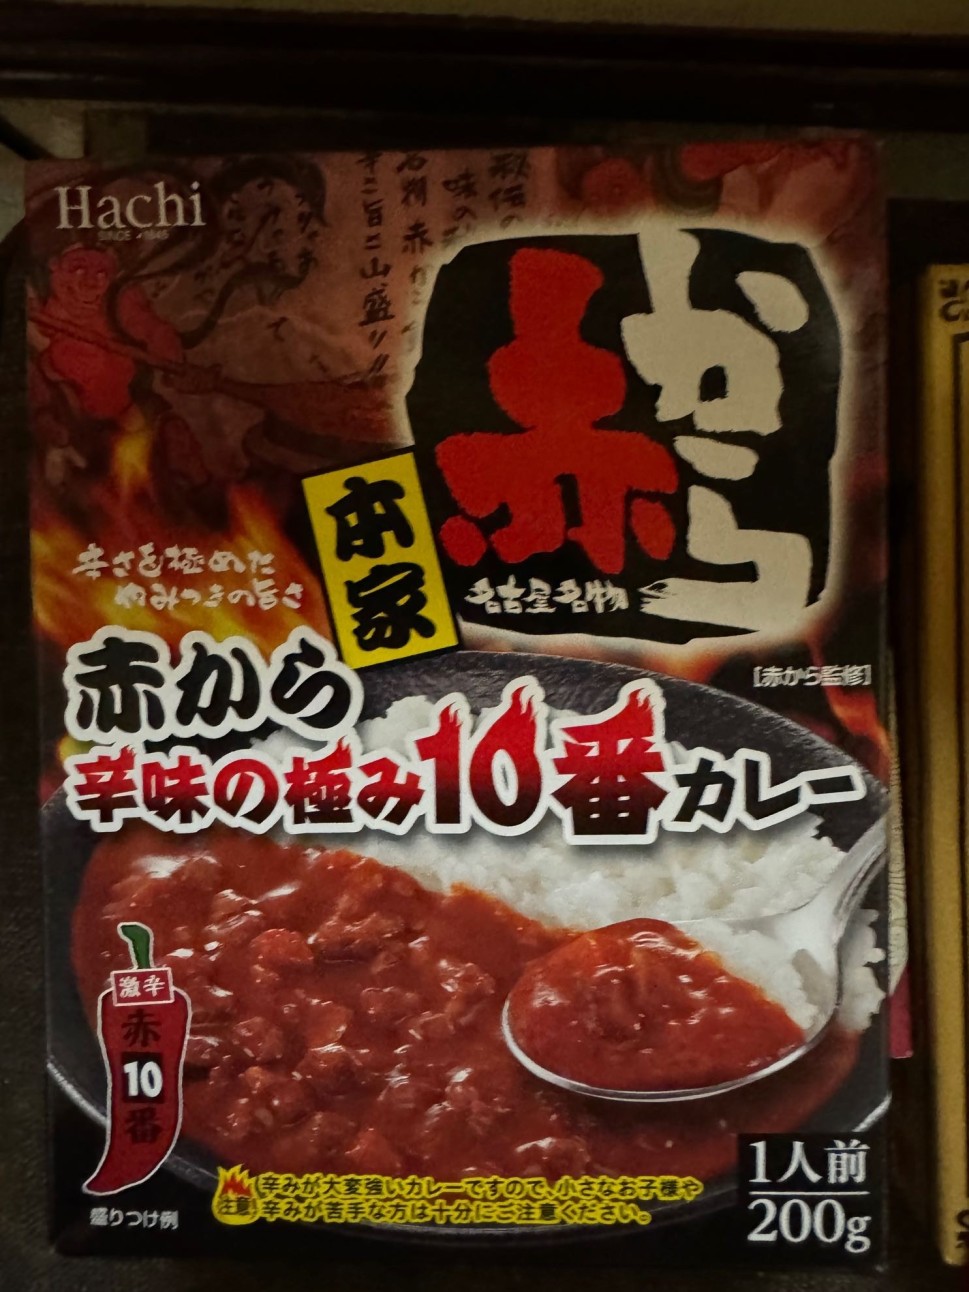 Hachi
SINCE 1845
赤から
名古屋名物
本家
辛さを極めた
やみつきの旨さ
[赤から監修]
赤から
辛味の極み10番カレー
激辛
赤
10
番
盛りつけ例
注意
辛みが大変強いカレーですので、小さなお子様や
辛みが苦手な方は十分にご注意ください。
1人前
200g